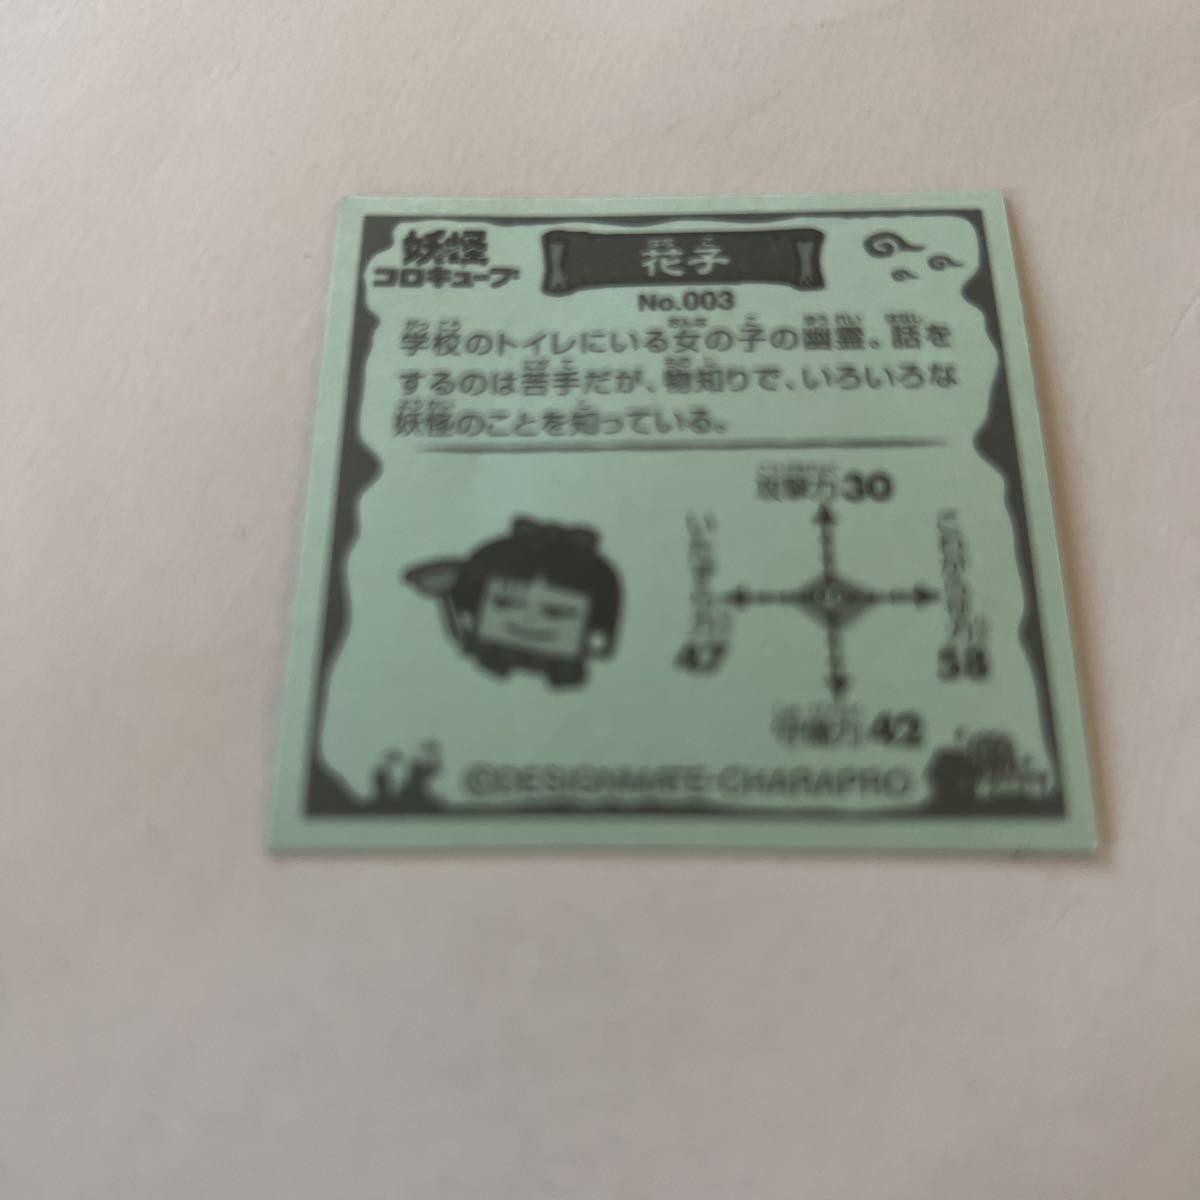 妖怪
コロキューブ
花子
はなこ
No.003
学校のトイレにいる女の子の幽霊。話を
するのは苦手だが、物知りで、いろいろな
妖怪のことを知っている。
攻撃力30
47
58
守備力42
©DESIGNMATE・CHARAPRO